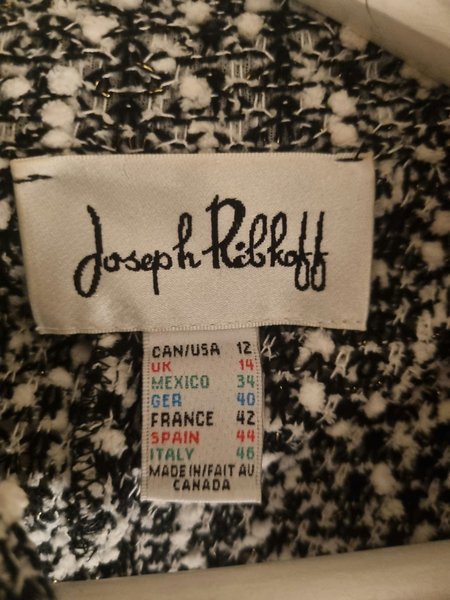 Joseph Ribkoff
CAN/USA 12
UK 14
MEXICO 34
GER 40
FRANCE 42
SPAIN 44
ITALY 46
MADE IN/FAIT AU
CANADA